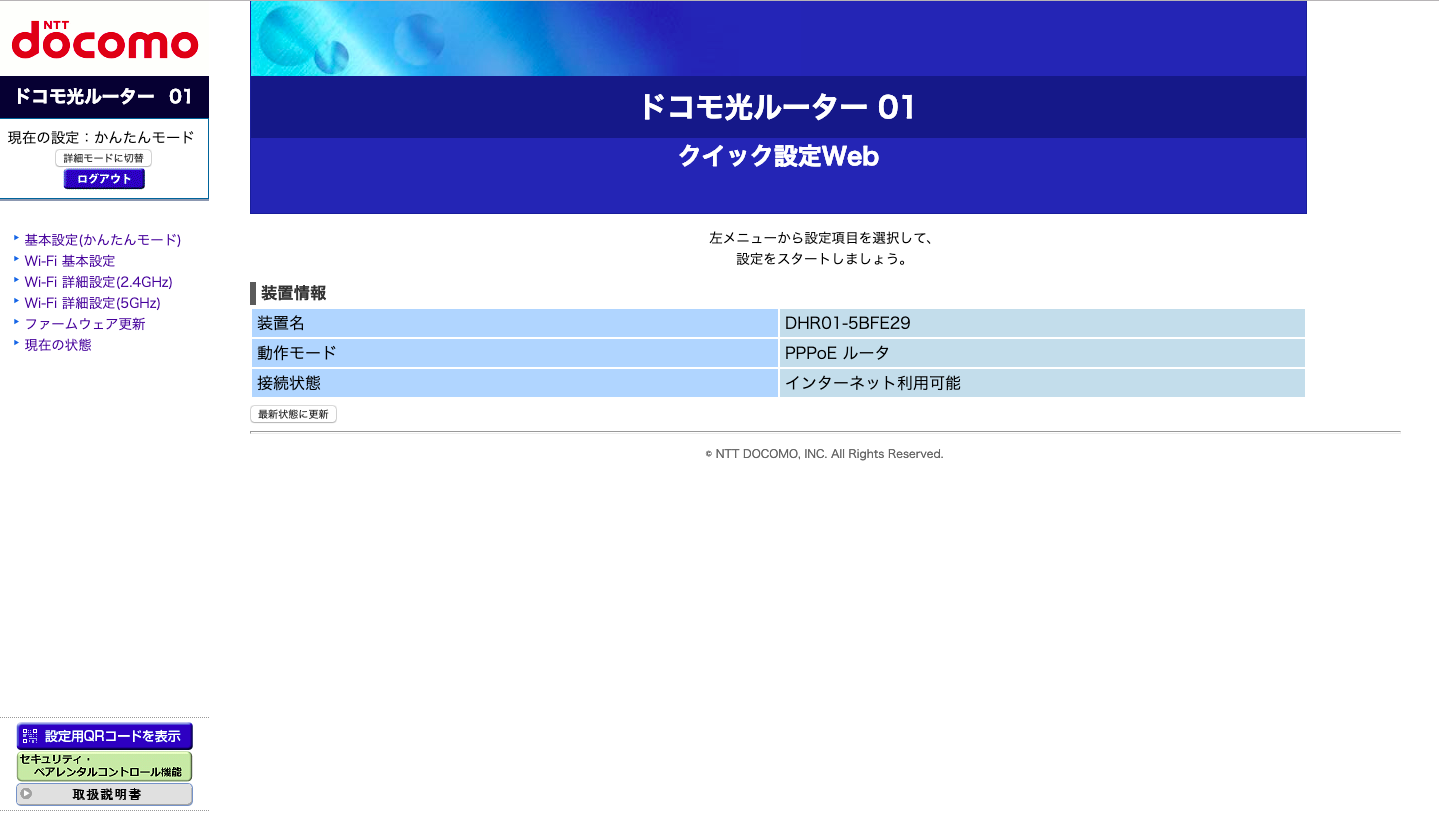 NTT
döcomo
ドコモ光ルーター 01
現在の設定：かんたんモード
詳細モードに切替
ログアウト
基本設定(かんたんモード)
Wi-Fi 基本設定
Wi-Fi 詳細設定(2.4GHz)
Wi-Fi 詳細設定(5GHz)
ファームウェア更新
現在の状態
設定用QRコードを表示
セキュリティ・
ペアレンタルコントロール機能
取扱説明書
ドコモ光ルーター 01
クイック設定Web
左メニューから設定項目を選択して、
設定をスタートしましょう。
装置情報
装置名 DHR01-5BFE29
動作モード PPPoE ルータ
接続状態 インターネット利用可能
最新状態に更新
© NTT DOCOMO, INC. All Rights Reserved.